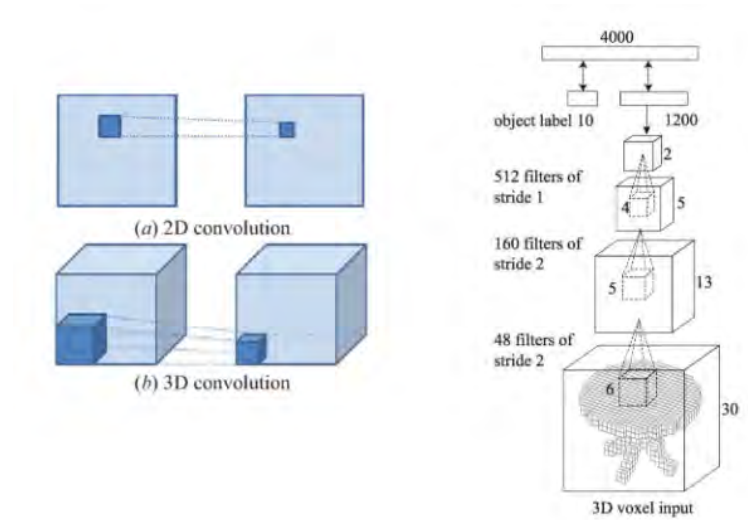 (a) 2D convolution
(b) 3D convolution
4000
object label 10
1200
2
512 filters of
stride 1
4
5
160 filters of
stride 2
5
13
48 filters of
stride 2
6
30
3D voxel input